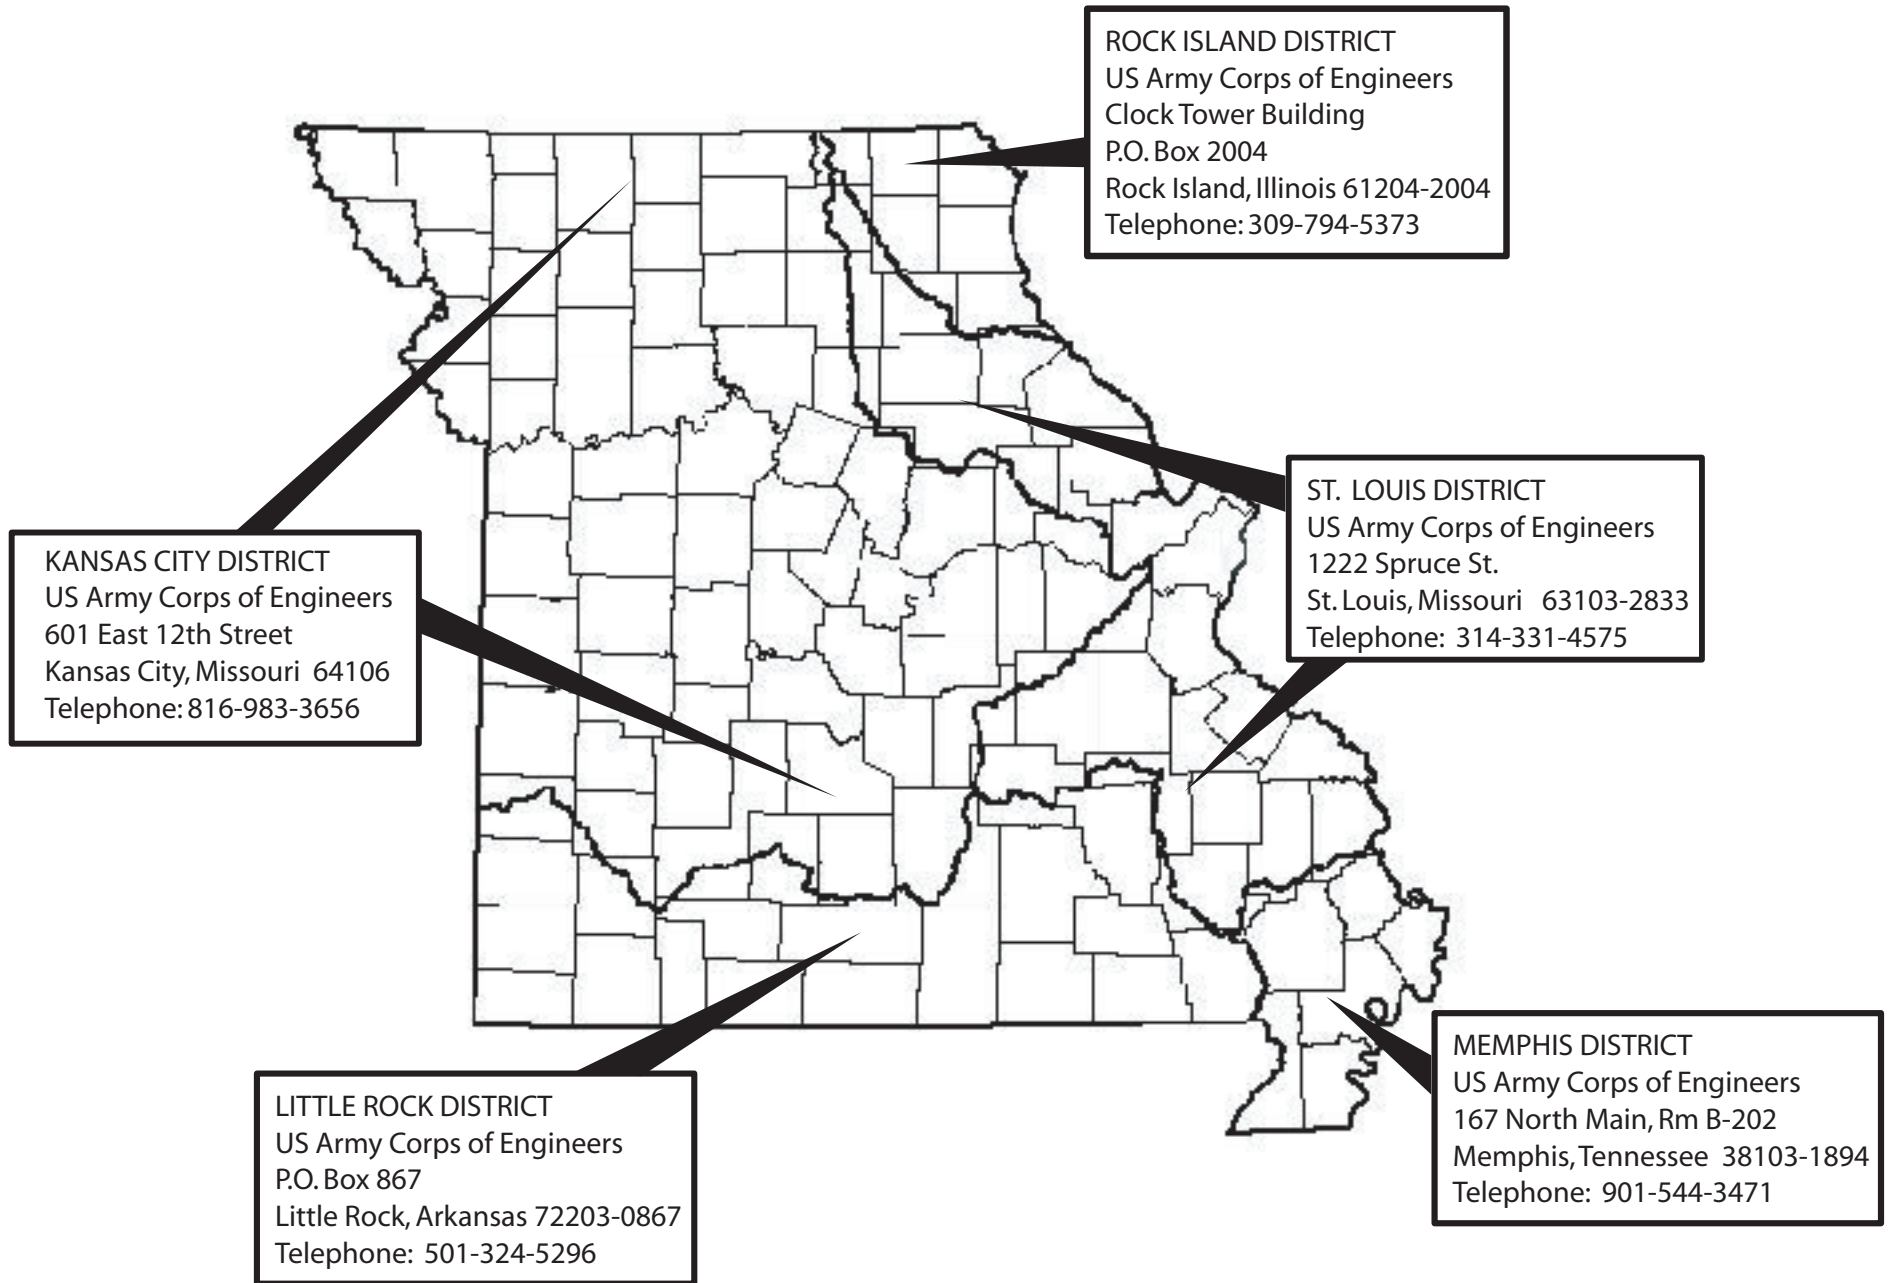 ROCK ISLAND DISTRICT
US Army Corps of Engineers
Clock Tower Building
P.O. Box 2004
Rock Island, Illinois 61204-2004
Telephone: 309-794-5373
ST. LOUIS DISTRICT
US Army Corps of Engineers
1222 Spruce St.
St. Louis, Missouri 63103-2833
Telephone: 314-331-4575
KANSAS CITY DISTRICT
US Army Corps of Engineers
601 East 12th Street
Kansas City, Missouri 64106
Telephone: 816-983-3656
MEMPHIS DISTRICT
US Army Corps of Engineers
167 North Main, Rm B-202
Memphis, Tennessee 38103-1894
Telephone: 901-544-3471
LITTLE ROCK DISTRICT
US Army Corps of Engineers
P.O. Box 867
Little Rock, Arkansas 72203-0867
Telephone: 501-324-5296